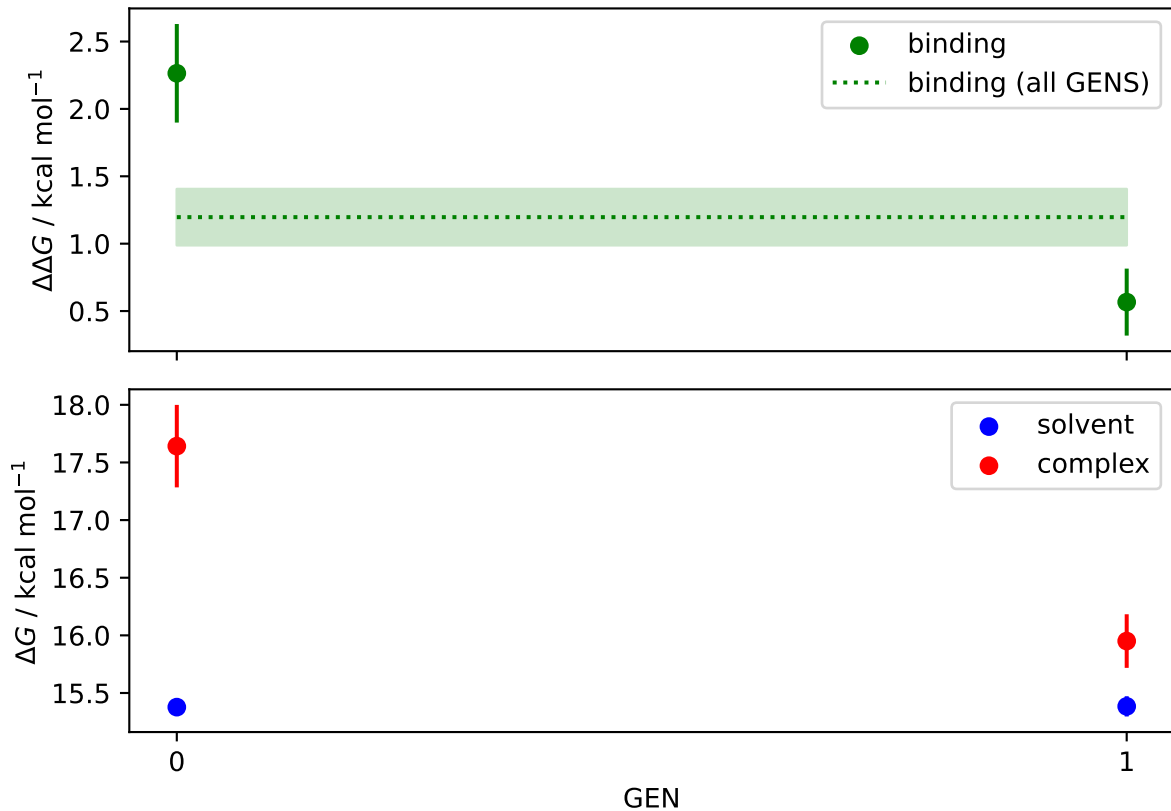 2.5
2.0
1.5
1.0
0.5
ΔΔG / kcal mol⁻¹
binding
binding (all GENS)
18.0
17.5
17.0
16.5
16.0
15.5
ΔG / kcal mol⁻¹
solvent
complex
0 1
GEN